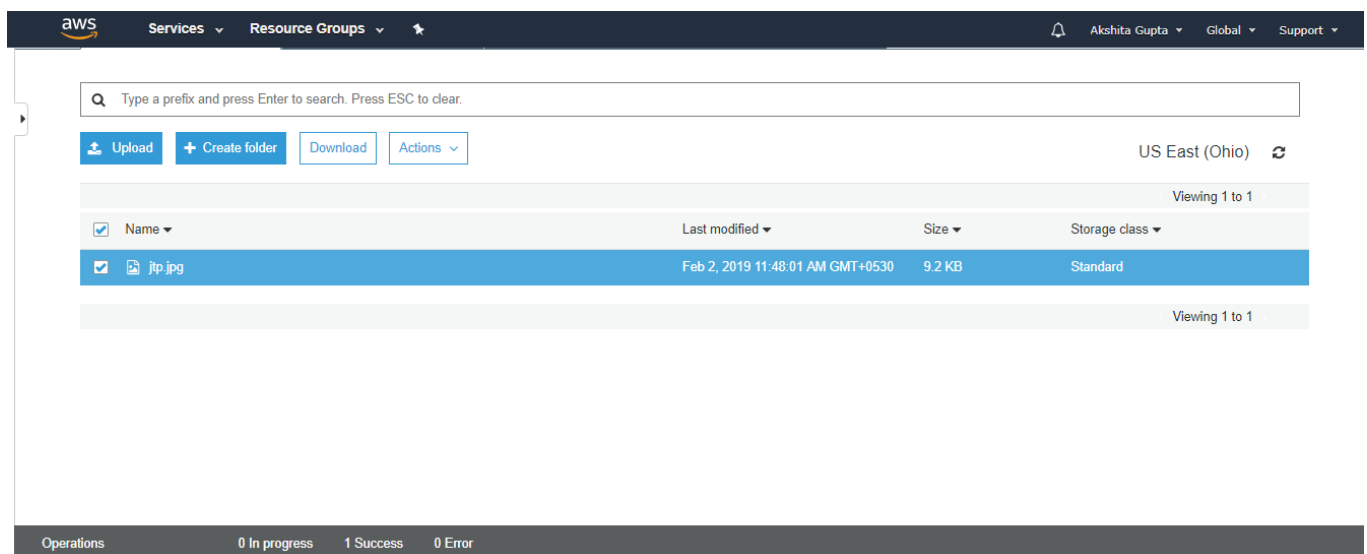 aws Services Resource Groups Akshita Gupta Global Support
Type a prefix and press Enter to search. Press ESC to clear.
Upload Create folder Download Actions US East (Ohio)
Viewing 1 to 1
Name Last modified Size Storage class
jtp.jpg Feb 2, 2019 11:48:01 AM GMT+0530 9.2 KB Standard
Viewing 1 to 1
Operations 0 In progress 1 Success 0 Error